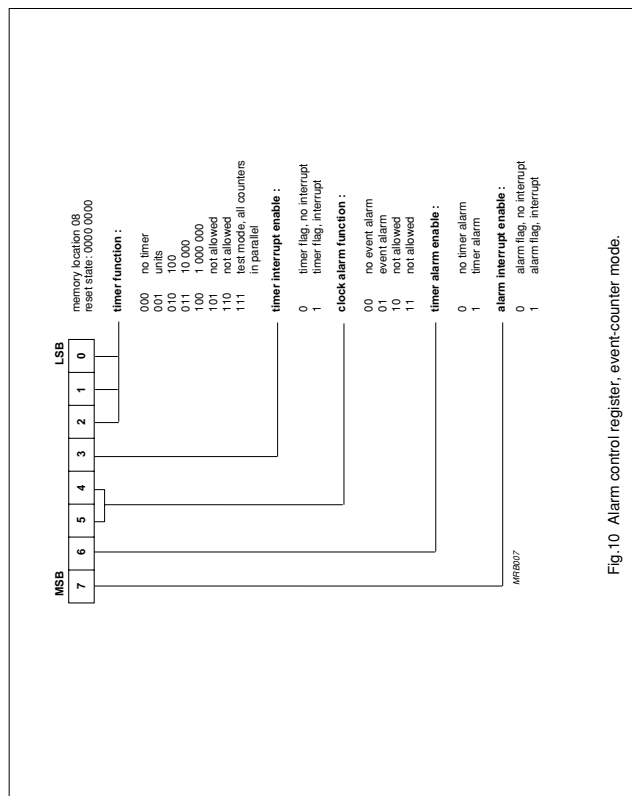 MSB LSB
7 6 5 4 3 2 1 0
memory location 08
reset state: 0000 0000
timer function :
000 no timer
001 units
010 100
011 10 000
100 1 000 000
101 not allowed
110 not allowed
111 test mode, all counters
in parallel
timer interrupt enable :
0 timer flag, no interrupt
1 timer flag, interrupt
clock alarm function :
00 no event alarm
01 event alarm
10 not allowed
11 not allowed
timer alarm enable :
0 no timer alarm
1 timer alarm
alarm interrupt enable :
0 alarm flag, no interrupt
1 alarm flag, interrupt
MRB007
Fig.10 Alarm control register, event-counter mode.